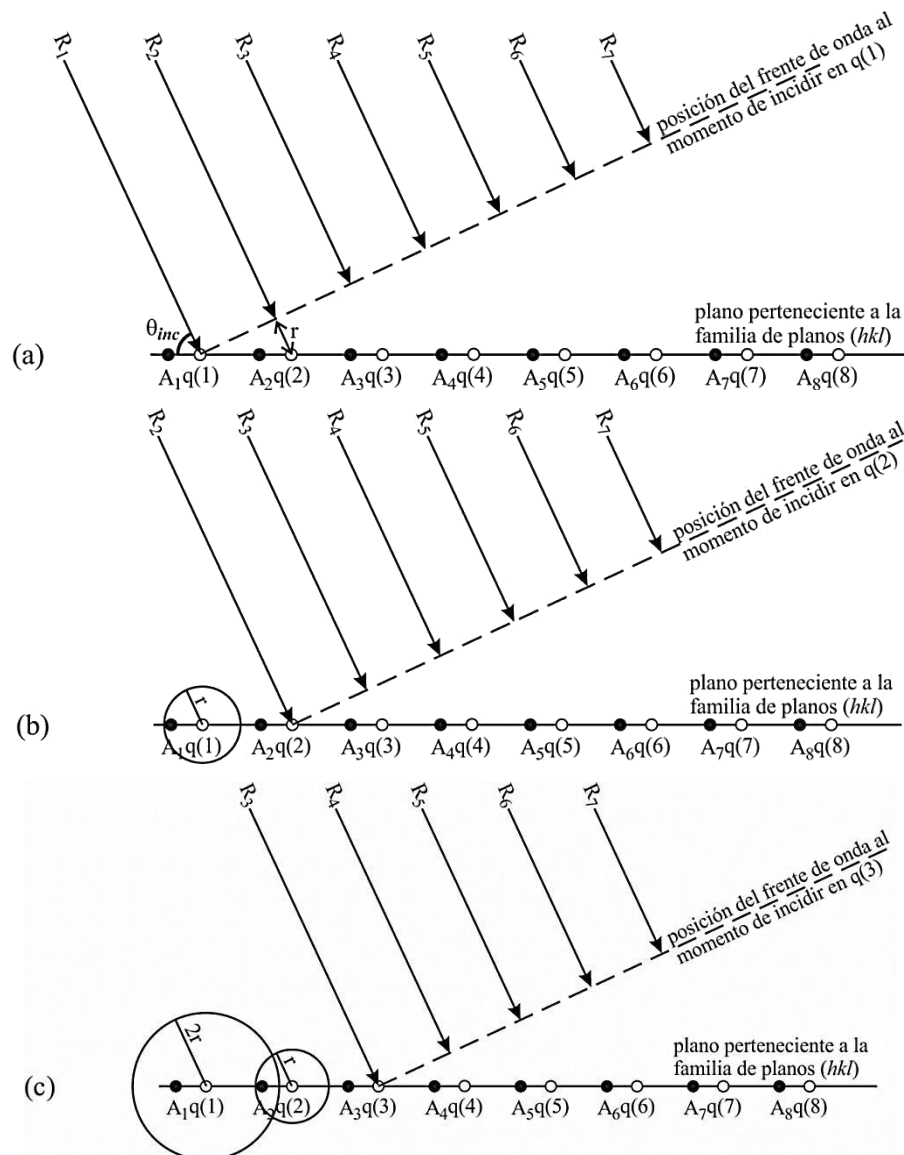 R1
R2
R3
R4
R5
R6
R7
posición del frente de onda al
momento de incidir en q(1)
θinc
r
plano perteneciente a la
familia de planos (hkl)
(a)
A1q(1) A2q(2) A3q(3) A4q(4) A5q(5) A6q(6) A7q(7) A8q(8)
R2
R3
R4
R5
R6
R7
posición del frente de onda al
momento de incidir en q(2)
r
plano perteneciente a la
familia de planos (hkl)
(b)
A1q(1) A2q(2) A3q(3) A4q(4) A5q(5) A6q(6) A7q(7) A8q(8)
R3
R4
R5
R6
R7
posición del frente de onda al
momento de incidir en q(3)
2r
r
plano perteneciente a la
familia de planos (hkl)
(c)
A1q(1) A2q(2) A3q(3) A4q(4) A5q(5) A6q(6) A7q(7) A8q(8)